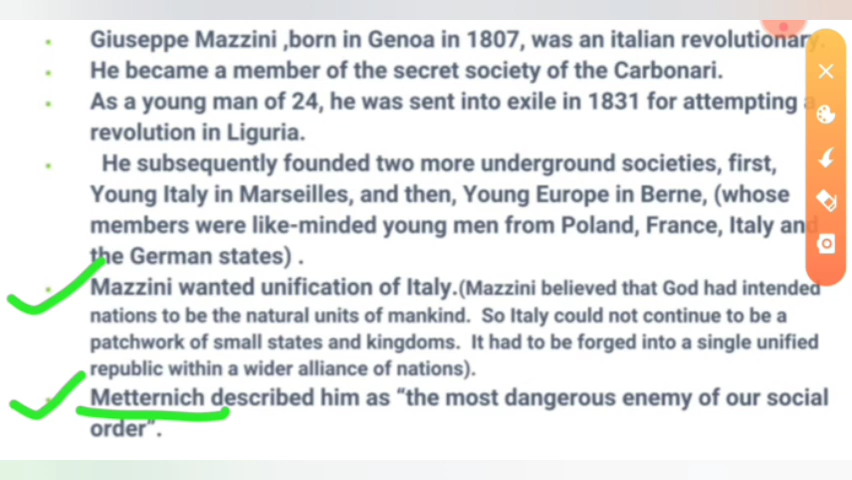 Giuseppe Mazzini ,born in Genoa in 1807, was an italian revolutionary.
He became a member of the secret society of the Carbonari.
As a young man of 24, he was sent into exile in 1831 for attempting a
revolution in Liguria.
He subsequently founded two more underground societies, first,
Young Italy in Marseilles, and then, Young Europe in Berne, (whose
members were like-minded young men from Poland, France, Italy and
the German states) .
Mazzini wanted unification of Italy.(Mazzini believed that God had intended
nations to be the natural units of mankind. So Italy could not continue to be a
patchwork of small states and kingdoms. It had to be forged into a single unified
republic within a wider alliance of nations).
Metternich described him as “the most dangerous enemy of our social
order”.